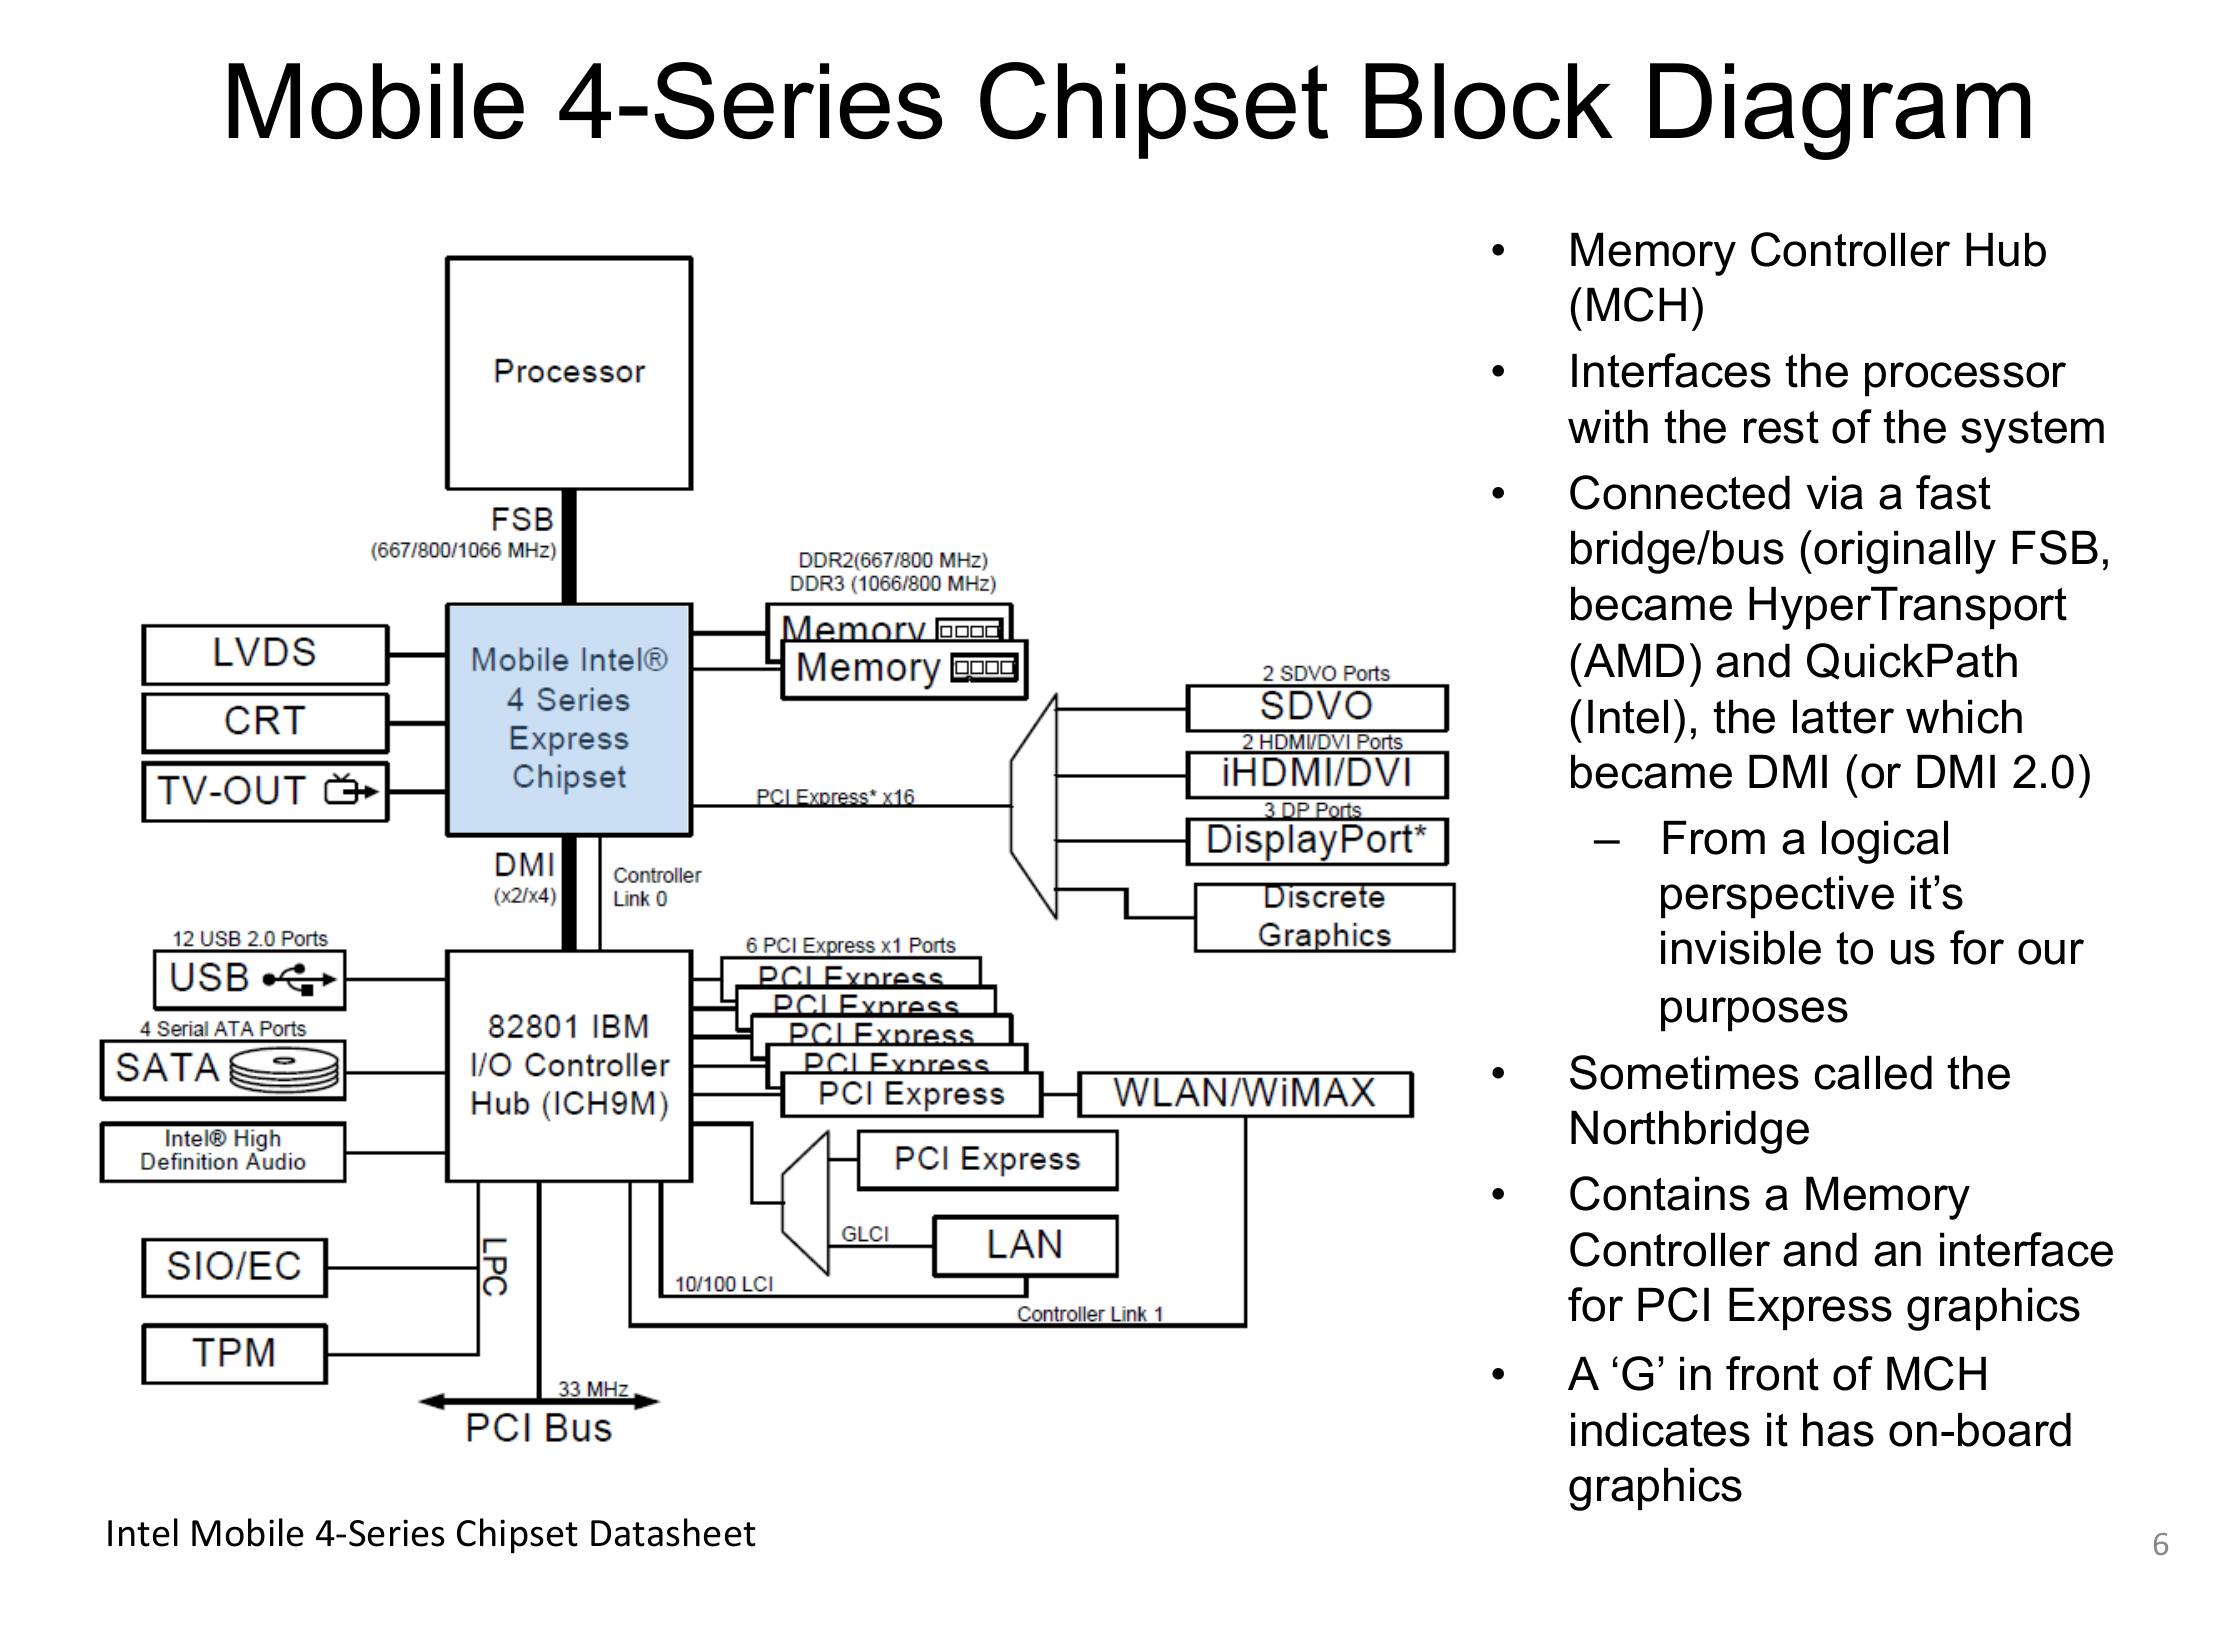 Mobile 4-Series Chipset Block Diagram
Processor
FSB
(667/800/1066 MHz)
DDR2(667/800 MHz)
DDR3 (1066/800 MHz)
Memory
Memory
LVDS
CRT
TV-OUT
Mobile Intel®
4 Series
Express
Chipset
PCI Express* x16
2 SDVO Ports
SDVO
2 HDMI/DVI Ports
iHDMI/DVI
3 DP Ports
DisplayPort*
Discrete
Graphics
DMI
(x2/x4)
Controller
Link 0
12 USB 2.0 Ports
USB
4 Serial ATA Ports
SATA
Intel® High
Definition Audio
82801 IBM
I/O Controller
Hub (ICH9M)
6 PCI Express x1 Ports
PCI Express
PCI Express
PCI Express
PCI Express
PCI Express
WLAN/WiMAX
PCI Express
GLCI
LAN
10/100 LCI
Controller Link 1
LPC
SIO/EC
TPM
33 MHz
PCI Bus
• Memory Controller Hub
(MCH)
• Interfaces the processor
with the rest of the system
• Connected via a fast
bridge/bus (originally FSB,
became HyperTransport
(AMD) and QuickPath
(Intel), the latter which
became DMI (or DMI 2.0)
– From a logical
perspective it’s
invisible to us for our
purposes
• Sometimes called the
Northbridge
• Contains a Memory
Controller and an interface
for PCI Express graphics
• A ‘G’ in front of MCH
indicates it has on-board
graphics
Intel Mobile 4-Series Chipset Datasheet
6